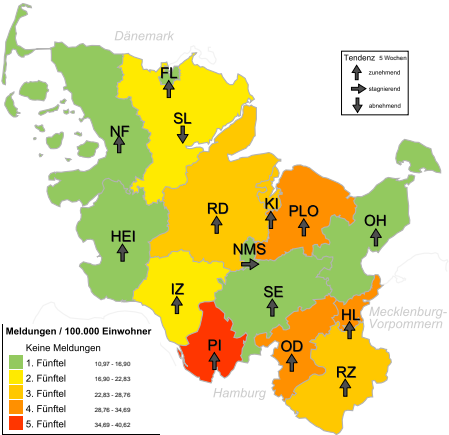 Dänemark
Tendenz 5 Wochen
zunehmend
stagnierend
abnehmend
FL
SL
NF
KI
RD
PLO
OH
HEI
NMS
IZ
SE
HL
Mecklenburg-
Vorpommern
PI
OD
RZ
Hamburg
Meldungen / 100.000 Einwohner
Keine Meldungen
1. Fünftel 10,97 - 16,90
2. Fünftel 16,90 - 22,83
3. Fünftel 22,83 - 28,76
4. Fünftel 28,76 - 34,69
5. Fünftel 34,69 - 40,62